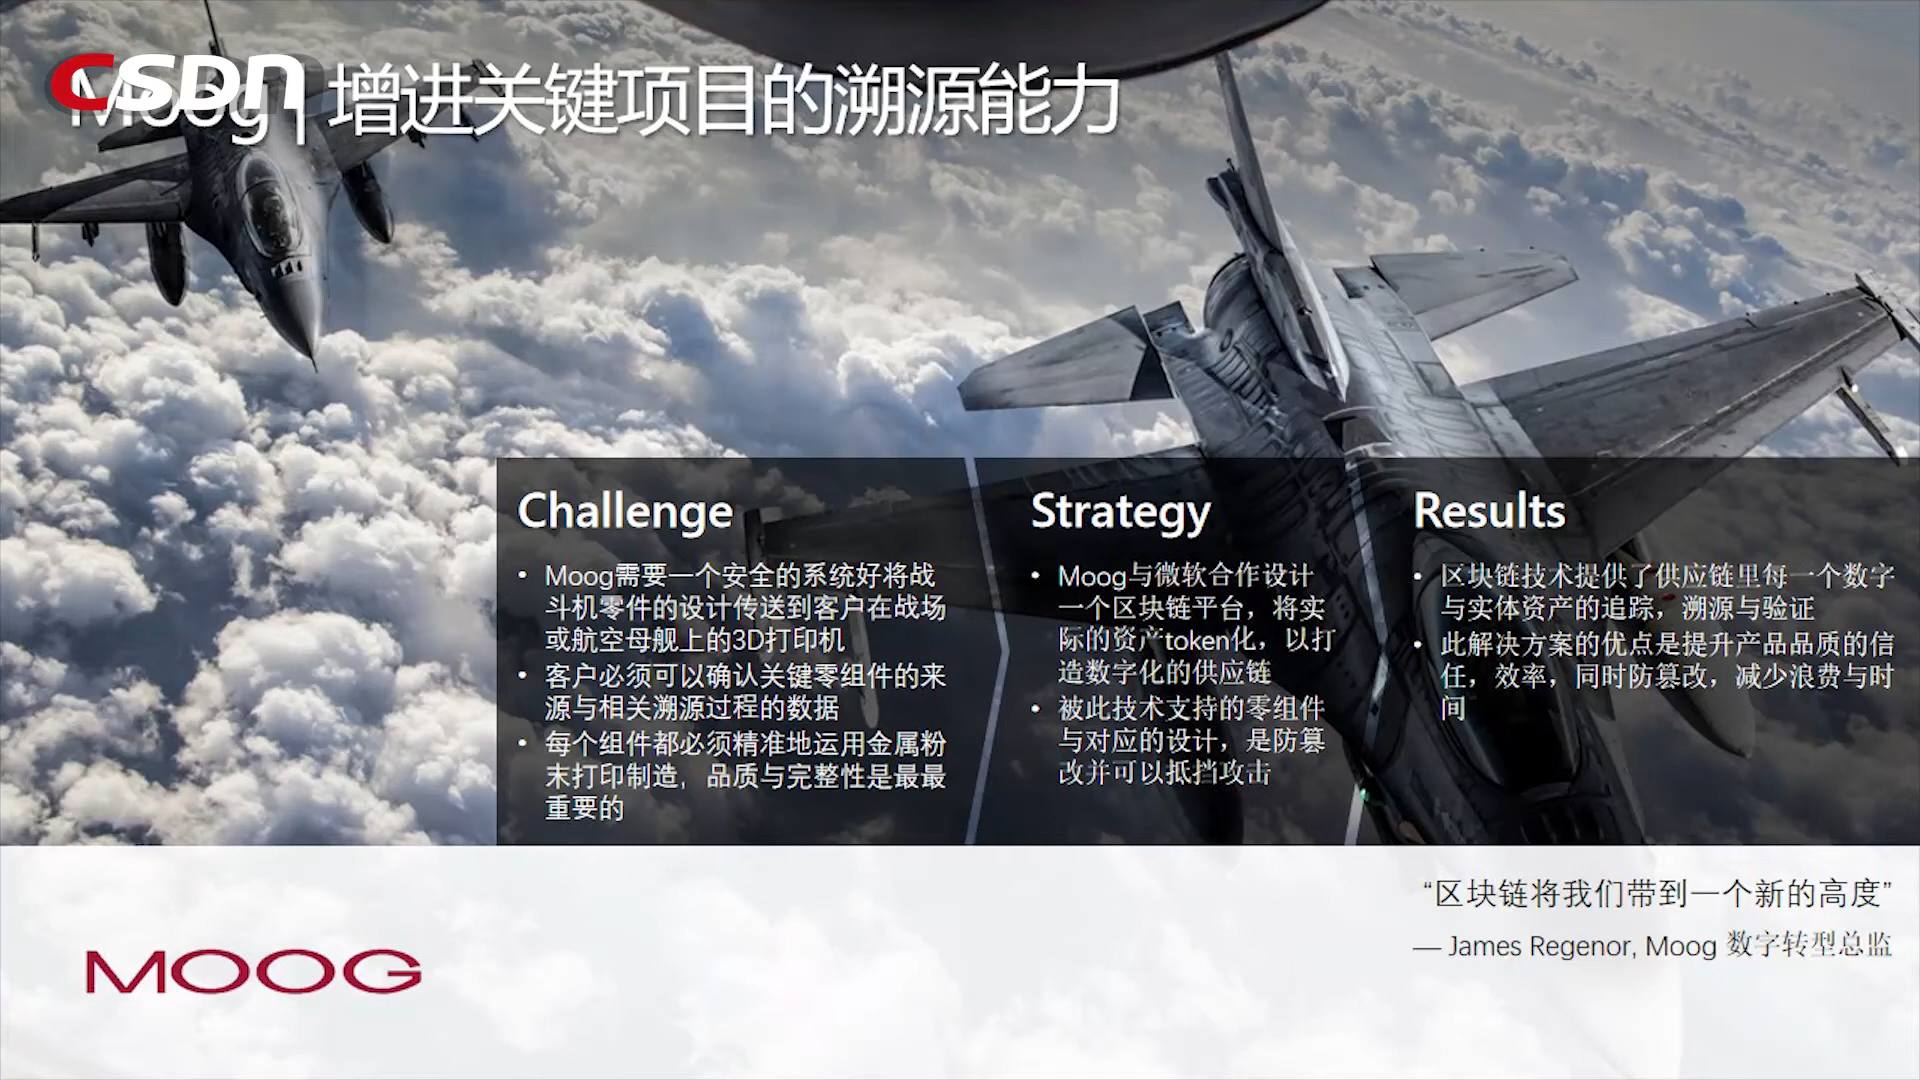 CSDN
Moog | 增进关键项目的溯源能力
Challenge
• Moog需要一个安全的系统好将战
斗机零件的设计传送到客户在战场
或航空母舰上的3D打印机
• 客户必须可以确认关键零组件的来
源与相关溯源过程的数据
• 每个组件都必须精准地运用金属粉
末打印制造，品质与完整性是最最
重要的
Strategy
• Moog与微软合作设计
一个区块链平台，将实
际的资产token化，以打
造数字化的供应链
• 被此技术支持的零组件
与对应的设计，是防篡
改并可以抵挡攻击
Results
• 区块链技术提供了供应链里每一个数字
与实体资产的追踪，溯源与验证
• 此解决方案的优点是提升产品品质的信
任，效率，同时防篡改，减少浪费与时
间
“区块链将我们带到一个新的高度”
— James Regenor, Moog 数字转型总监
MOOG